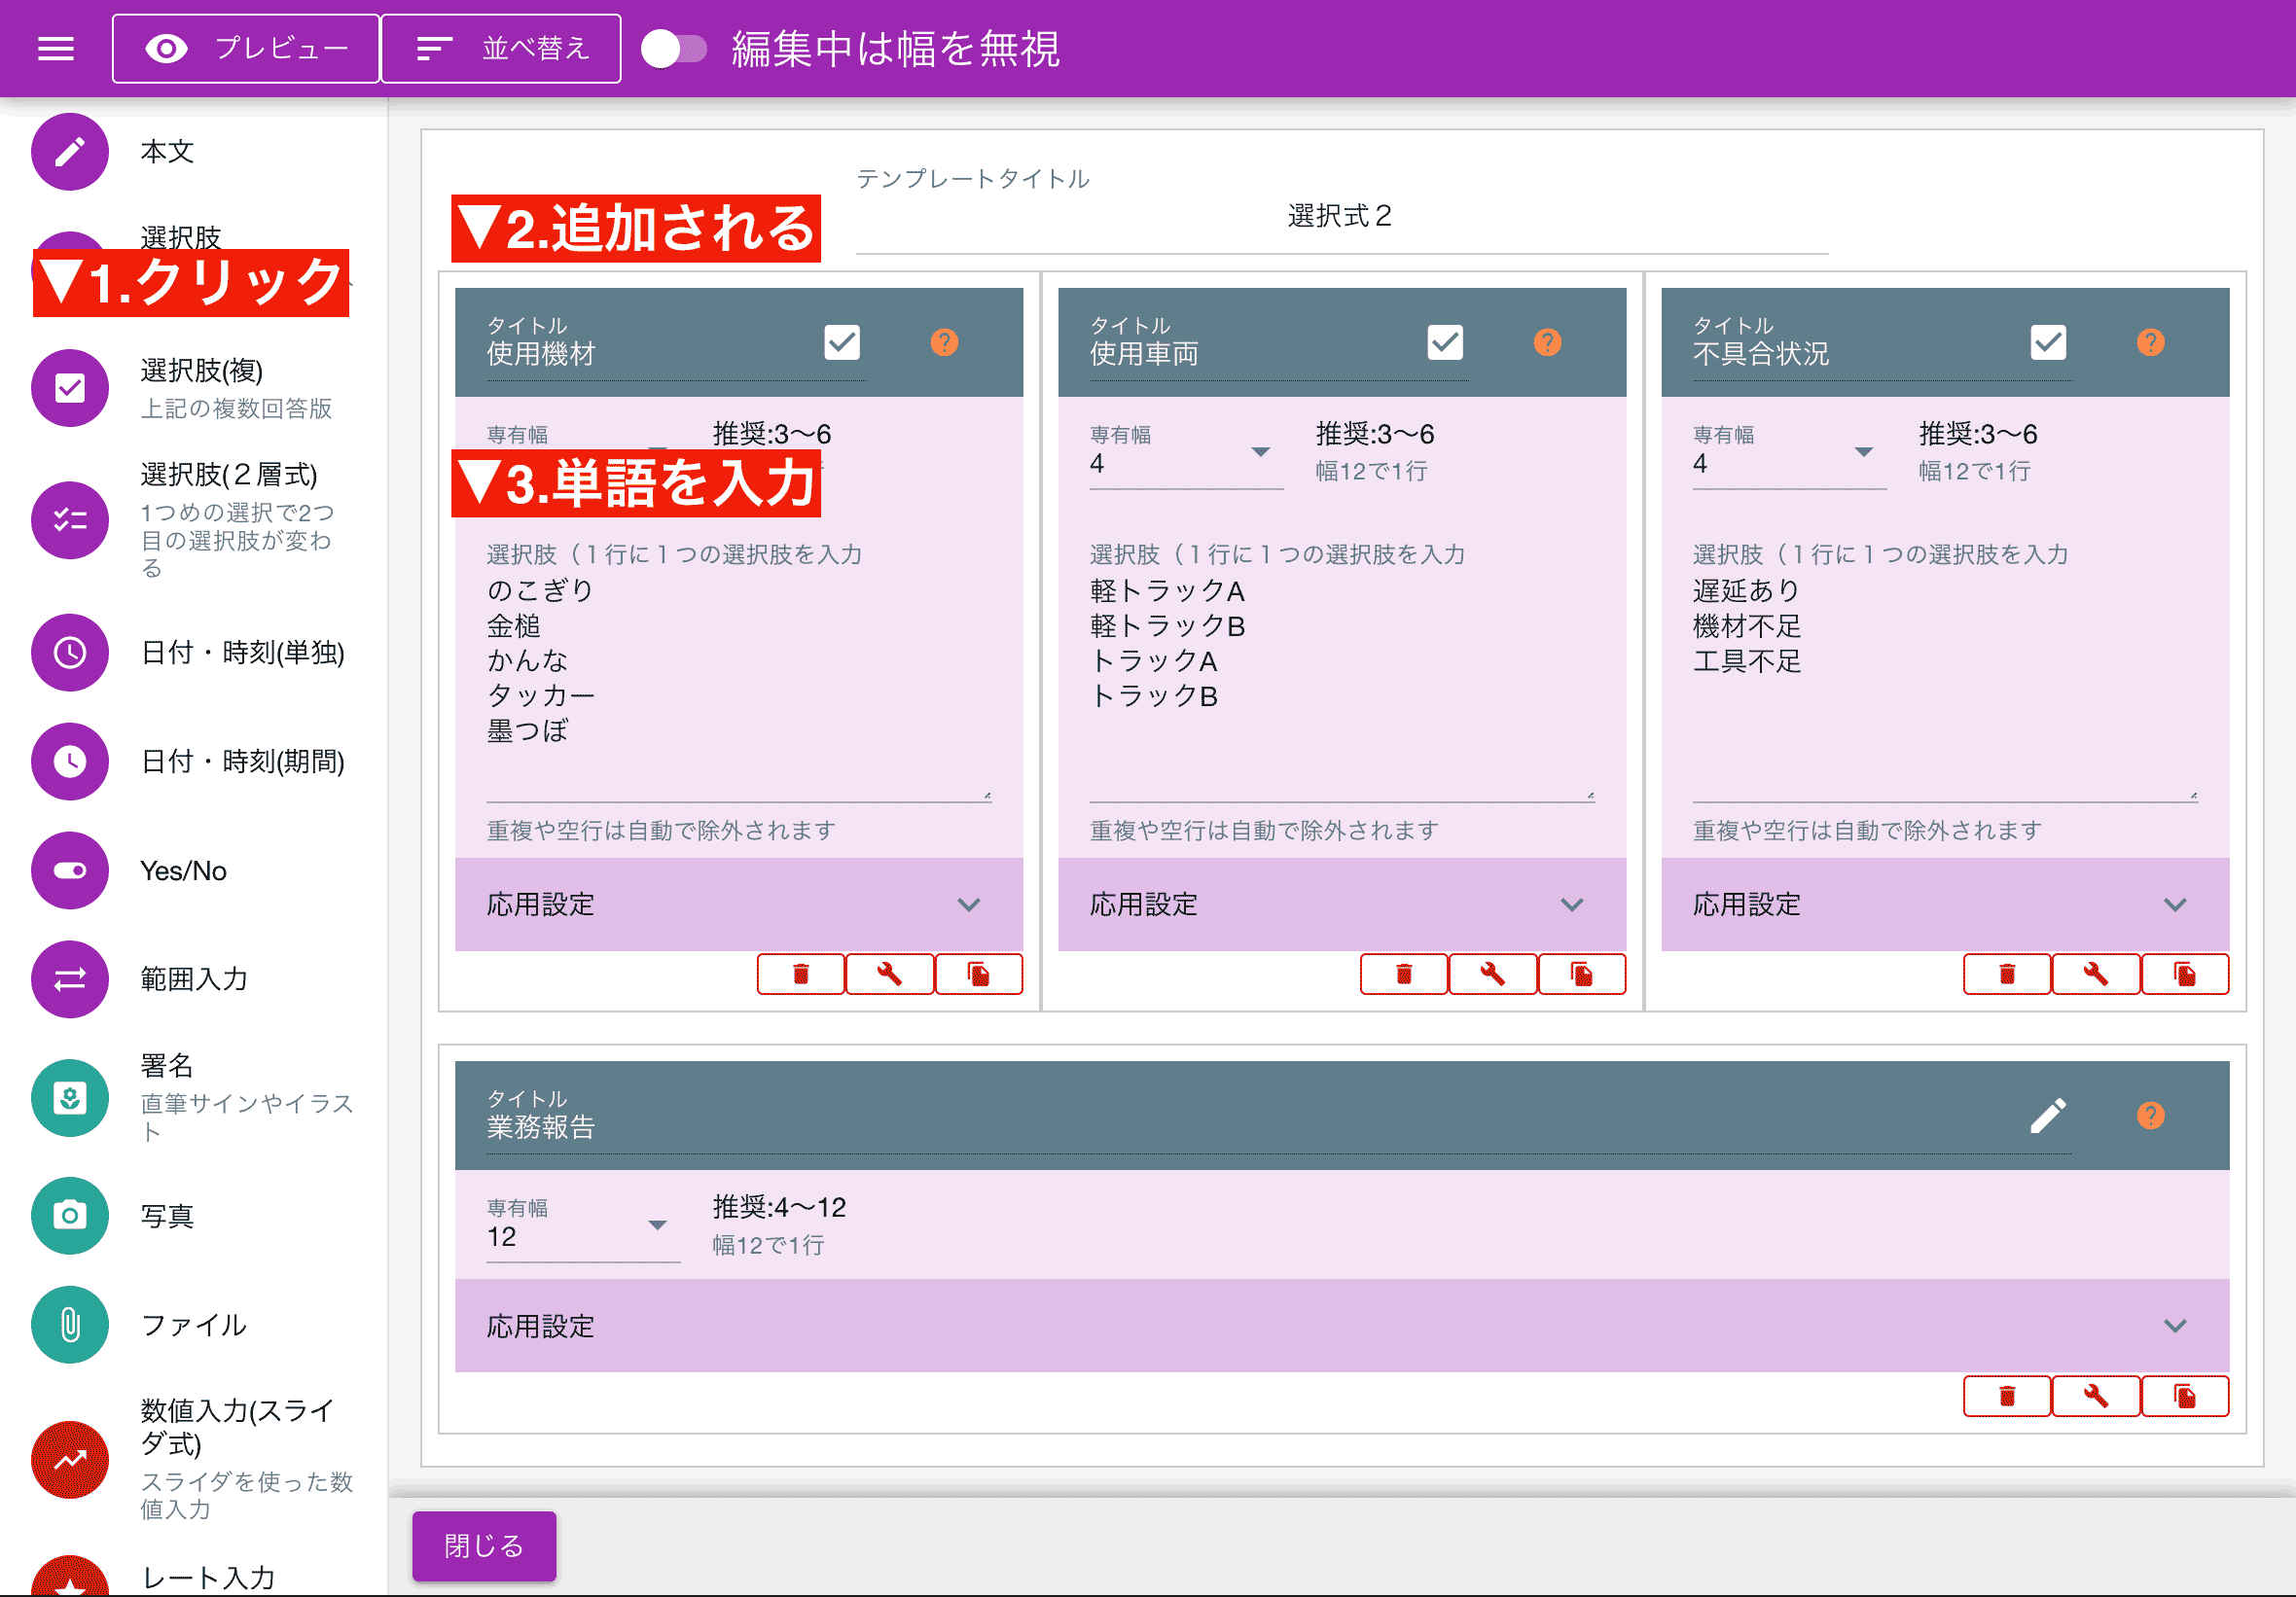 プレビュー
並べ替え
編集中は幅を無視
本文
選択肢
▼1.クリック
選択肢(複)
上記の複数回答版
選択肢(２層式)
1つめの選択で2つ
目の選択肢が変わ
る
日付・時刻(単独)
日付・時刻(期間)
Yes/No
範囲入力
署名
直筆サインやイラス
ト
写真
ファイル
数値入力(スライ
ダ式)
スライダを使った数
値入力
レート入力
テンプレートタイトル
選択式２
▼2.追加される
タイトル
使用機材
専有幅
推奨:3〜6
▼3.単語を入力
選択肢（１行に１つの選択肢を入力
のこぎり
金槌
かんな
タッカー
墨つぼ
重複や空行は自動で除外されます
応用設定
タイトル
使用車両
専有幅
4
推奨:3〜6
幅12で1行
選択肢（１行に１つの選択肢を入力
軽トラックA
軽トラックB
トラックA
トラックB
重複や空行は自動で除外されます
応用設定
タイトル
不具合状況
専有幅
4
推奨:3〜6
幅12で1行
選択肢（１行に１つの選択肢を入力
遅延あり
機材不足
工具不足
重複や空行は自動で除外されます
応用設定
タイトル
業務報告
専有幅
12
推奨:4〜12
幅12で1行
応用設定
閉じる